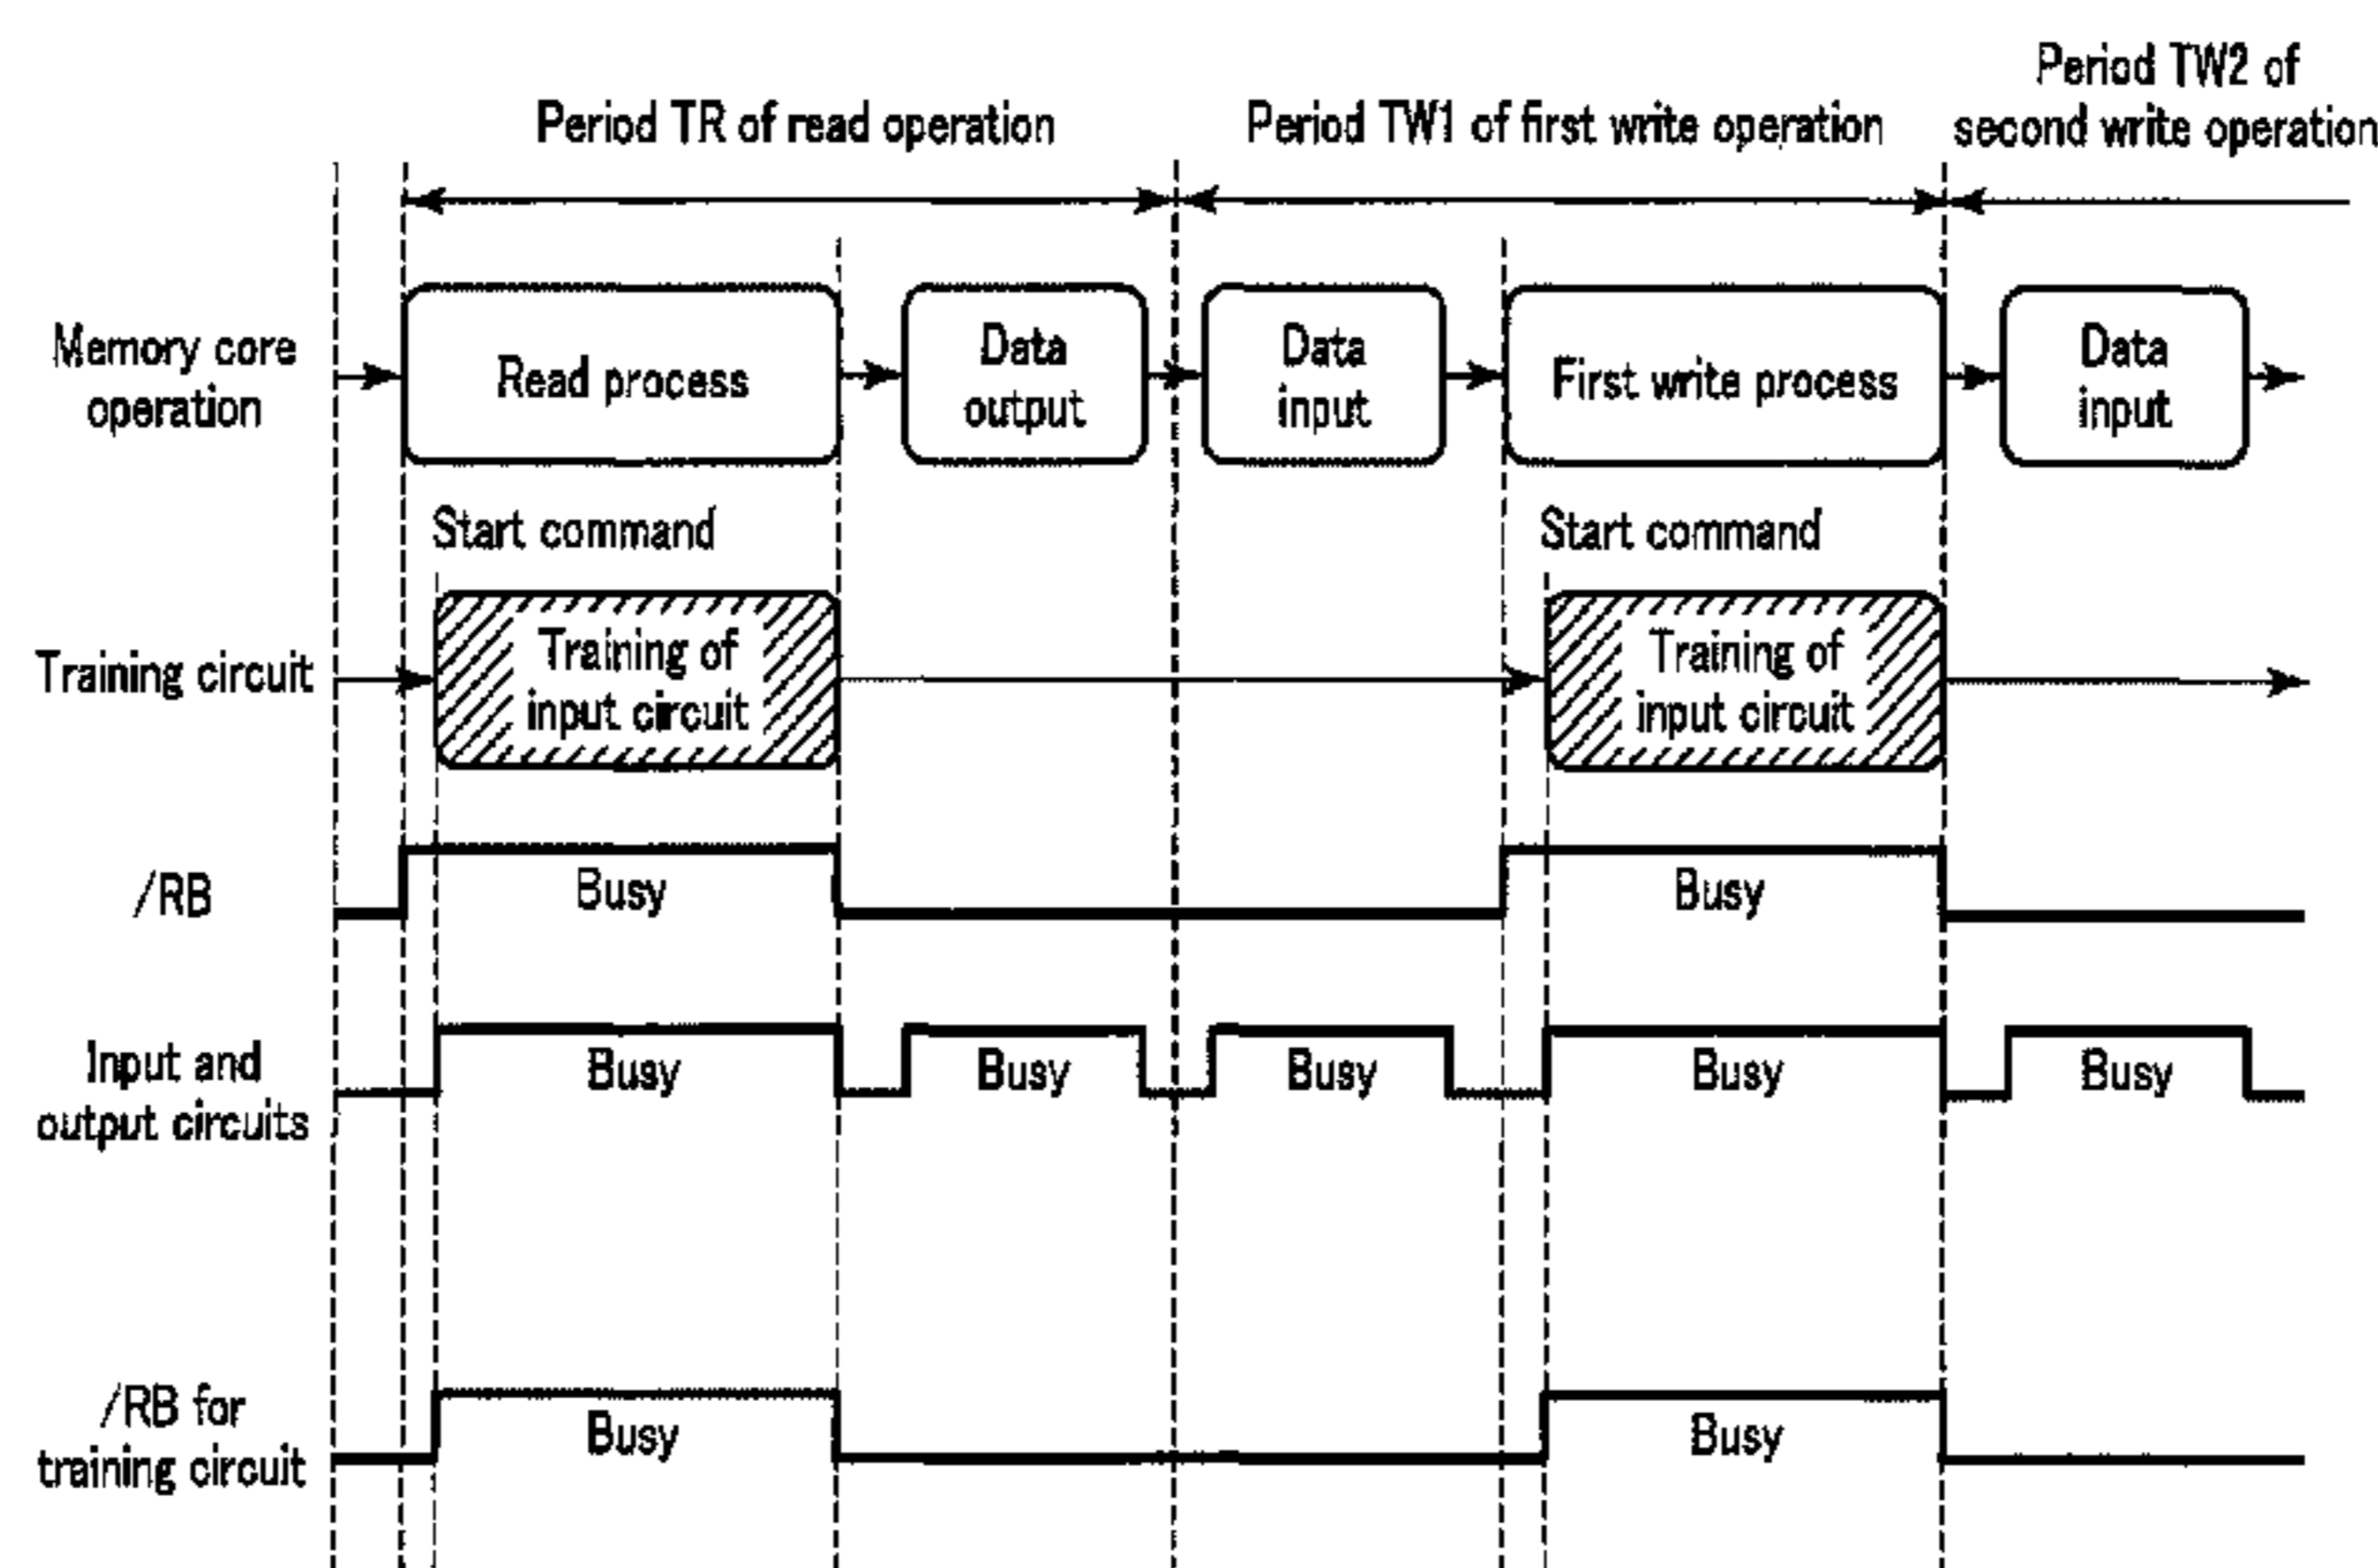 Period TR of read operation
Period TW1 of first write operation
Period TW2 of
second write operation
Memory core
operation
Read process
Data
output
Data
input
First write process
Data
input
Start command
Start command
Training circuit
Training of
input circuit
Training of
input circuit
/RB
Busy
Busy
Input and
output circuits
Busy
Busy
Busy
Busy
Busy
/RB for
training circuit
Busy
Busy